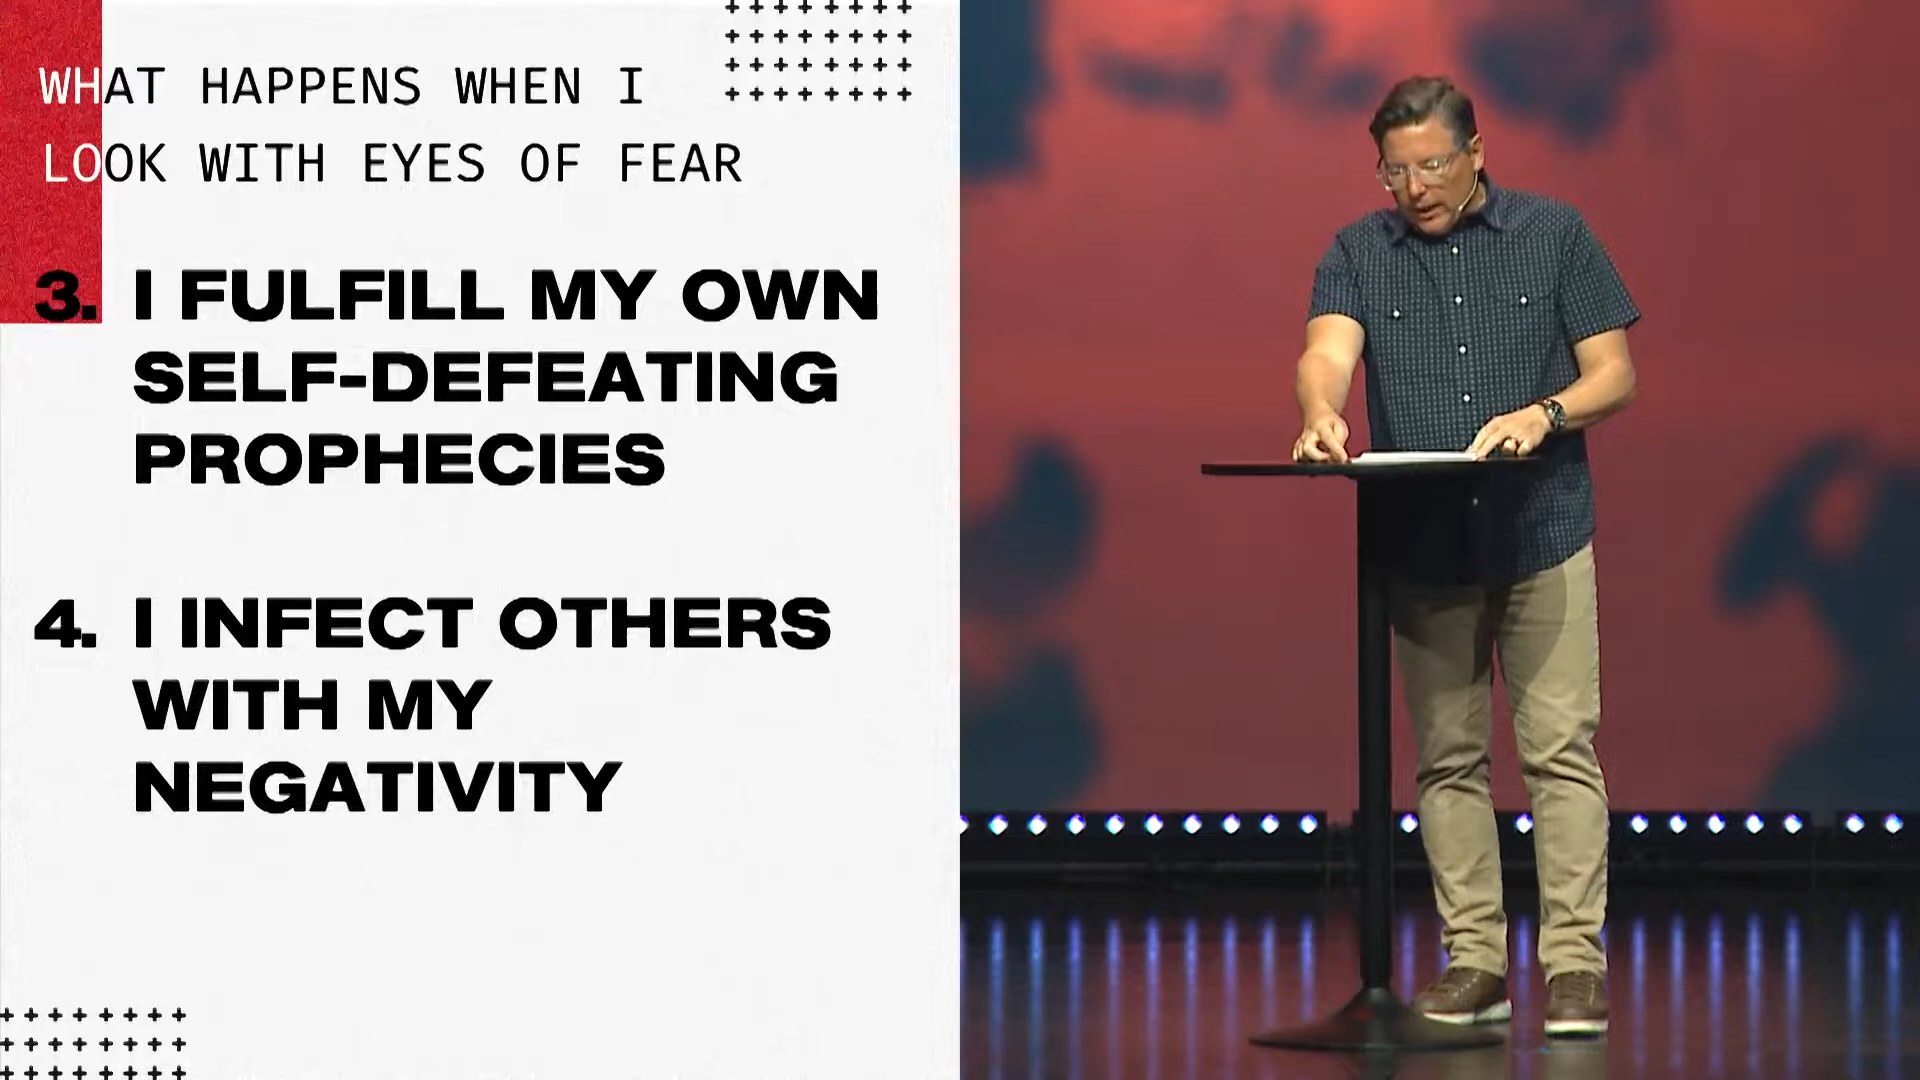 WHAT HAPPENS WHEN I
LOOK WITH EYES OF FEAR
3. I FULFILL MY OWN
SELF-DEFEATING
PROPHECIES
4. I INFECT OTHERS
WITH MY
NEGATIVITY